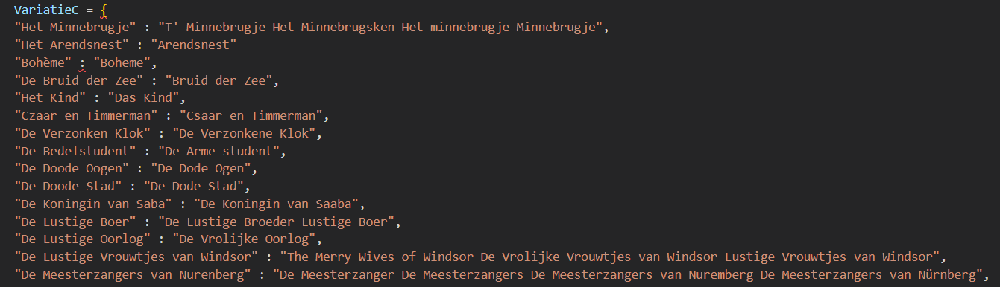 VariatieC = {
"Het Minnebrugje" : "T' Minnebrugje Het Minnebrugsken Het minnebrugje Minnebrugje",
"Het Arendsnest" : "Arendsnest"
"Bohème" : "Boheme",
"De Bruid der Zee" : "Bruid der Zee",
"Het Kind" : "Das Kind",
"Czaar en Timmerman" : "Csaar en Timmerman",
"De Verzonken Klok" : "De Verzonkene Klok",
"De Bedelstudent" : "De Arme student",
"De Doode Oogen" : "De Dode Ogen",
"De Doode Stad" : "De Dode Stad",
"De Koningin van Saba" : "De Koningin van Saaba",
"De Lustige Boer" : "De Lustige Broeder Lustige Boer",
"De Lustige Oorlog" : "De Vrolijke Oorlog",
"De Lustige Vrouwtjes van Windsor" : "The Merry Wives of Windsor De Vrolijke Vrouwtjes van Windsor Lustige Vrouwtjes van Windsor",
"De Meesterzangers van Nurenberg" : "De Meesterzanger De Meesterzangers De Meesterzangers van Nuremberg De Meesterzangers van Nürnberg",